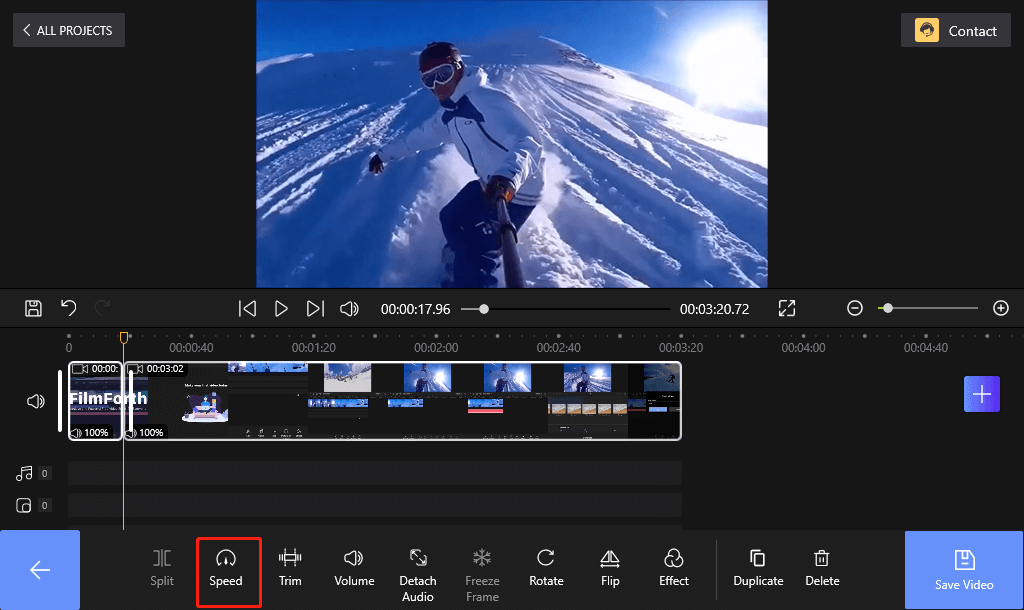 ALL PROJECTS
Contact
00:00:17.96
00:03:20.72
0
00:00:40
00:01:20
00:02:00
00:02:40
00:03:20
00:04:00
00:04:40
00:00:
00:03:02
FilmForth
100%
100%
0
0
Split
Speed
Trim
Volume
Detach
Audio
Freeze
Frame
Rotate
Flip
Effect
Duplicate
Delete
Save Video